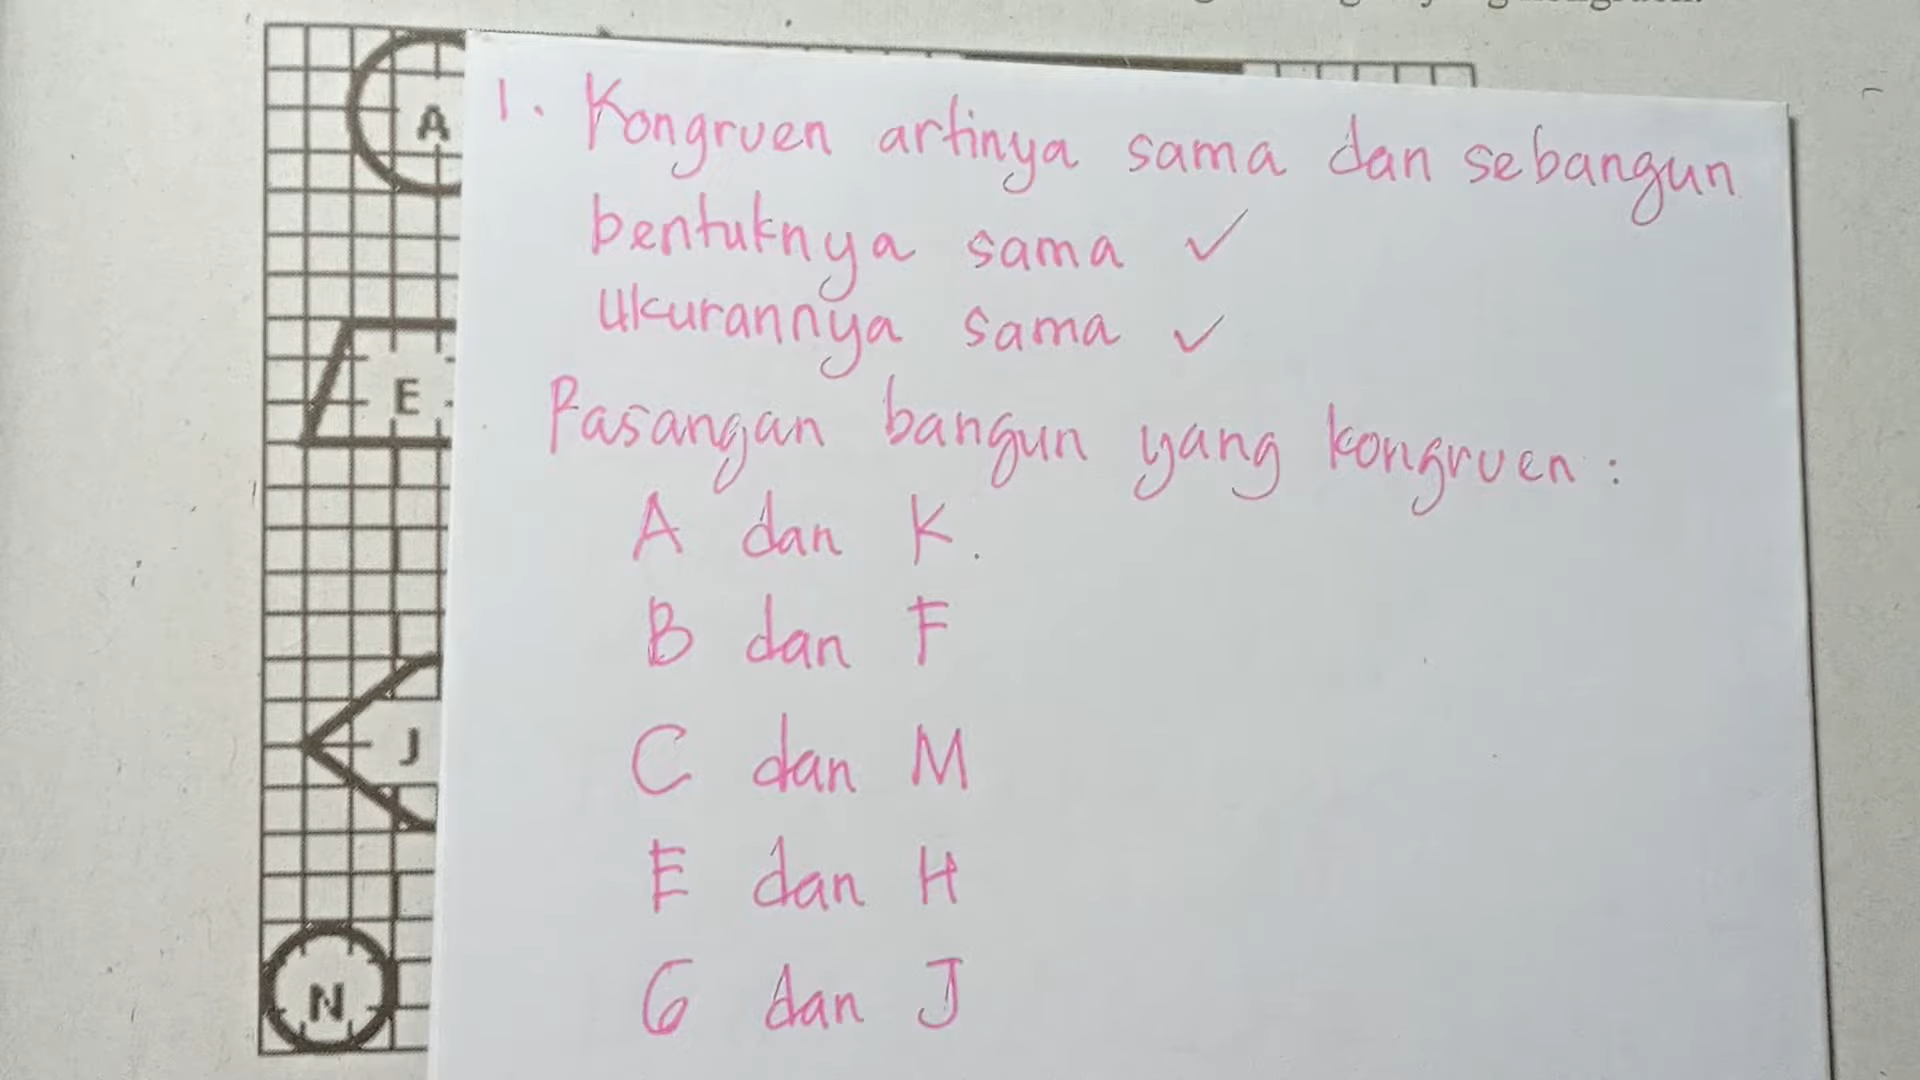 A
E
J
N
1. Kongruen artinya sama dan sebangun
bentuknya sama ✓
Ukurannya sama ✓
Pasangan bangun yang kongruen :
A dan K.
B dan F
C dan M
E dan H
G dan J